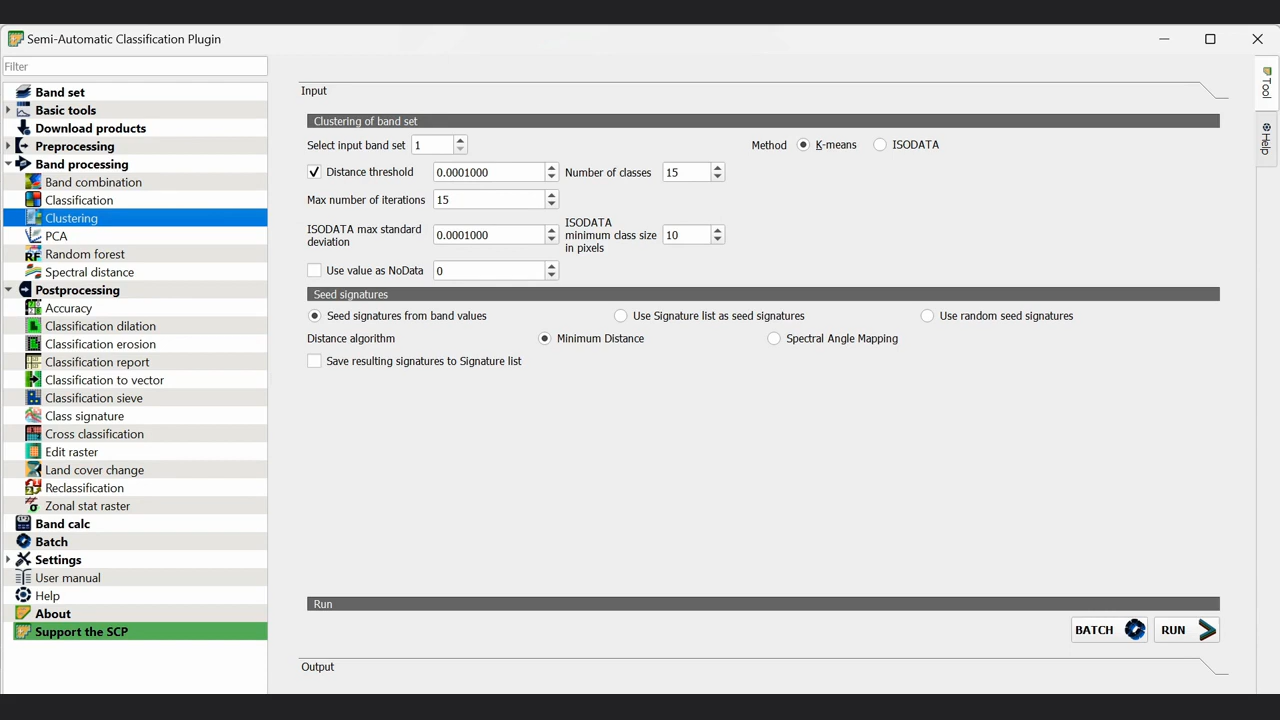 Semi-Automatic Classification Plugin
Filter
Band set
Basic tools
Download products
Preprocessing
Band processing
Band combination
Classification
Clustering
PCA
Random forest
Spectral distance
Postprocessing
Accuracy
Classification dilation
Classification erosion
Classification report
Classification to vector
Classification sieve
Class signature
Cross classification
Edit raster
Land cover change
Reclassification
Zonal stat raster
Band calc
Batch
Settings
User manual
Help
About
Support the SCP
Input
Clustering of band set
Select input band set 1 Method K-means ISODATA
Distance threshold 0.0001000 Number of classes 15
Max number of iterations 15
ISODATA max standard deviation 0.0001000 ISODATA minimum class size in pixels 10
Use value as NoData 0
Seed signatures
Seed signatures from band values Use Signature list as seed signatures Use random seed signatures
Distance algorithm Minimum Distance Spectral Angle Mapping
Save resulting signatures to Signature list
Run
BATCH RUN
Output
Tool
Help